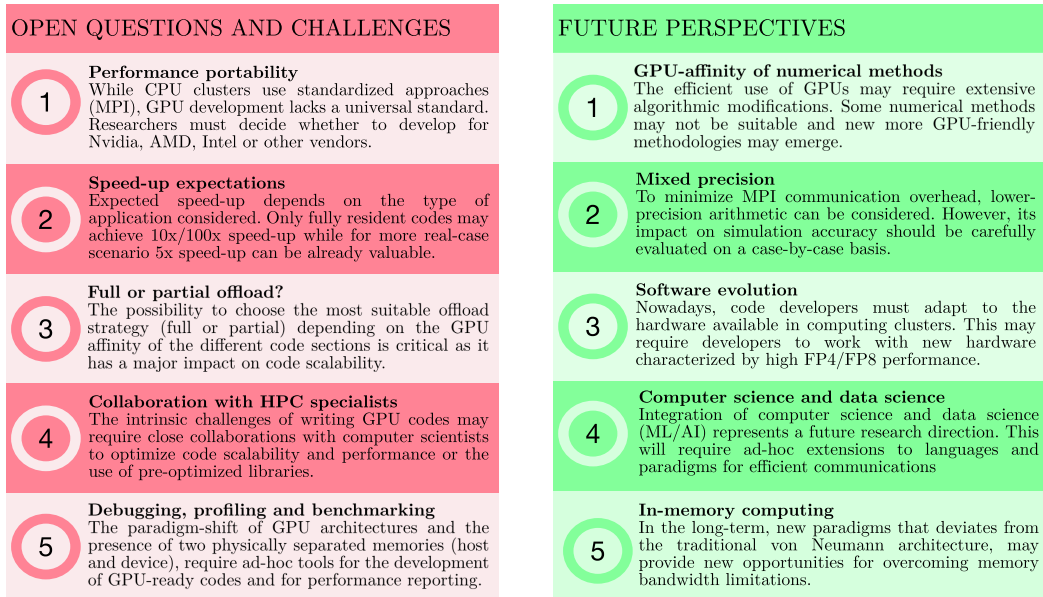 OPEN QUESTIONS AND CHALLENGES
1
Performance portability
While CPU clusters use standardized approaches
(MPI), GPU development lacks a universal standard.
Researchers must decide whether to develop for
Nvidia, AMD, Intel or other vendors.
2
Speed-up expectations
Expected speed-up depends on the type of
application considered. Only fully resident codes may
achieve 10x/100x speed-up while for more real-case
scenario 5x speed-up can be already valuable.
3
Full or partial offload?
The possibility to choose the most suitable offload
strategy (full or partial) depending on the GPU
affinity of the different code sections is critical as it
has a major impact on code scalability.
4
Collaboration with HPC specialists
The intrinsic challenges of writing GPU codes may
require close collaborations with computer scientists
to optimize code scalability and performance or the
use of pre-optimized libraries.
5
Debugging, profiling and benchmarking
The paradigm-shift of GPU architectures and the
presence of two physically separated memories (host
and device), require ad-hoc tools for the development
of GPU-ready codes and for performance reporting.
FUTURE PERSPECTIVES
1
GPU-affinity of numerical methods
The efficient use of GPUs may require extensive
algorithmic modifications. Some numerical methods
may not be suitable and new more GPU-friendly
methodologies may emerge.
2
Mixed precision
To minimize MPI communication overhead, lower-
precision arithmetic can be considered. However, its
impact on simulation accuracy should be carefully
evaluated on a case-by-case basis.
3
Software evolution
Nowadays, code developers must adapt to the
hardware available in computing clusters. This may
require developers to work with new hardware
characterized by high FP4/FP8 performance.
4
Computer science and data science
Integration of computer science and data science
(ML/AI) represents a future research direction. This
will require ad-hoc extensions to languages and
paradigms for efficient communications
5
In-memory computing
In the long-term, new paradigms that deviates from
the traditional von Neumann architecture, may
provide new opportunities for overcoming memory
bandwidth limitations.